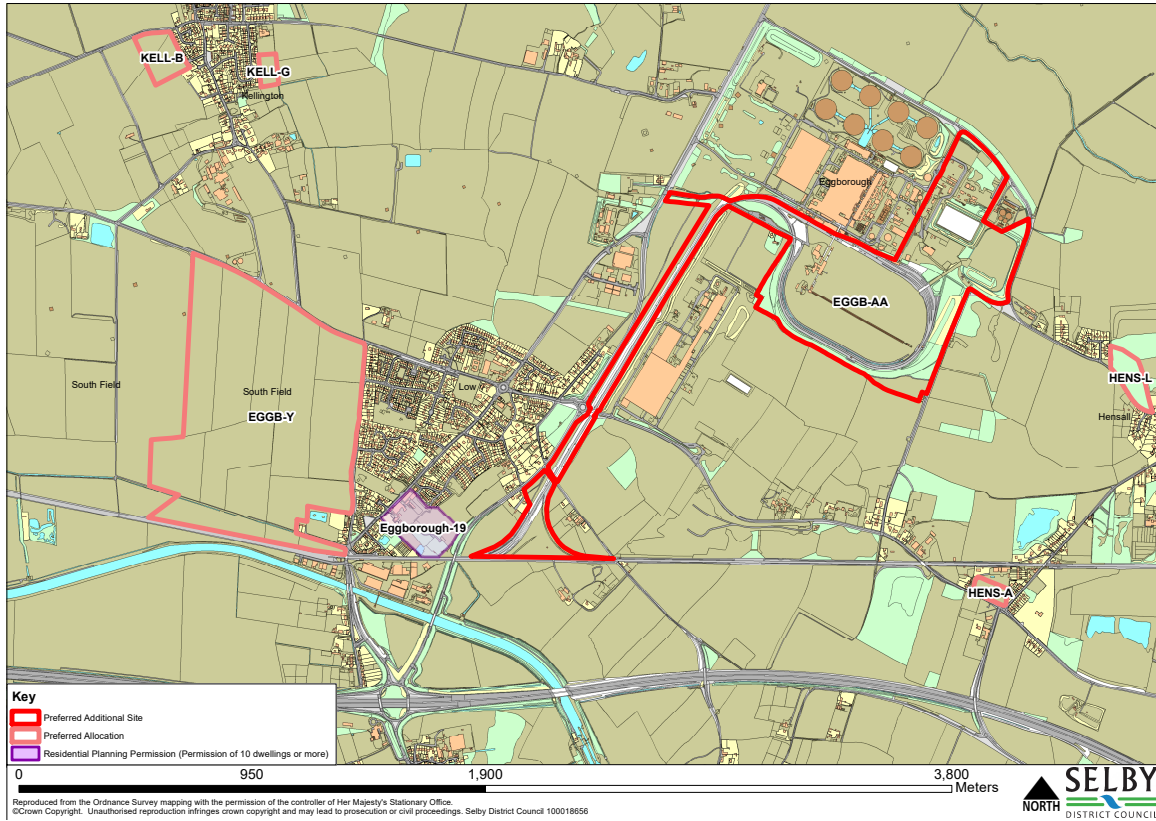 KELL-B
KELL-G
Kellington
Eggborough
EGGB-AA
HENS-L
Hensall
South Field
South Field
Low
EGGB-Y
Eggborough-19
HENS-A
Key
Preferred Additional Site
Preferred Allocation
Residential Planning Permission (Permission of 10 dwellings or more)
0 950 1,900 3,800
Meters
Reproduced from the Ordnance Survey mapping with the permission of the controller of Her Majesty's Stationary Office.
©Crown Copyright. Unauthorised reproduction infringes crown copyright and may lead to prosecution or civil proceedings. Selby District Council 100018656
NORTH
SELBY
DISTRICT COUNCIL